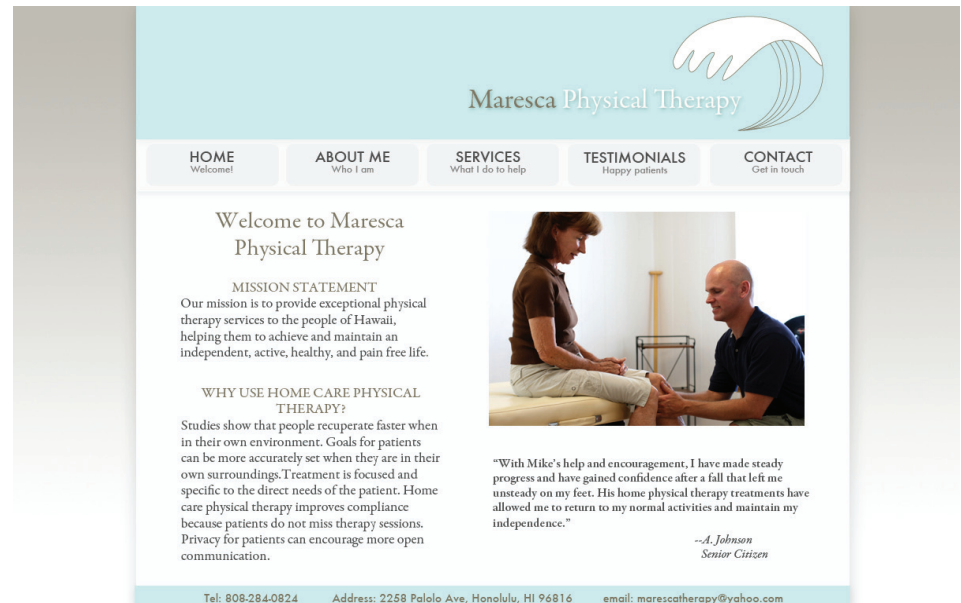 Maresca Physical Therapy
HOME
Welcome!
ABOUT ME
Who I am
SERVICES
What I do to help
TESTIMONIALS
Happy patients
CONTACT
Get in touch
Welcome to Maresca
Physical Therapy
MISSION STATEMENT
Our mission is to provide exceptional physical
therapy services to the people of Hawaii,
helping them to achieve and maintain an
independent, active, healthy, and pain free life.
WHY USE HOME CARE PHYSICAL
THERAPY?
Studies show that people recuperate faster when
in their own environment. Goals for patients
can be more accurately set when they are in their
own surroundings.Treatment is focused and
specific to the direct needs of the patient. Home
care physical therapy improves compliance
because patients do not miss therapy sessions.
Privacy for patients can encourage more open
communication.
“With Mike’s help and encouragement, I have made steady
progress and have gained confidence after a fall that left me
unsteady on my feet. His home physical therapy treatments have
allowed me to return to my normal activities and maintain my
independence.”
--A. Johnson
Senior Citizen
Tel: 808-284-0824 Address: 2258 Palolo Ave, Honolulu, HI 96816 email: marescatherapy@yahoo.com